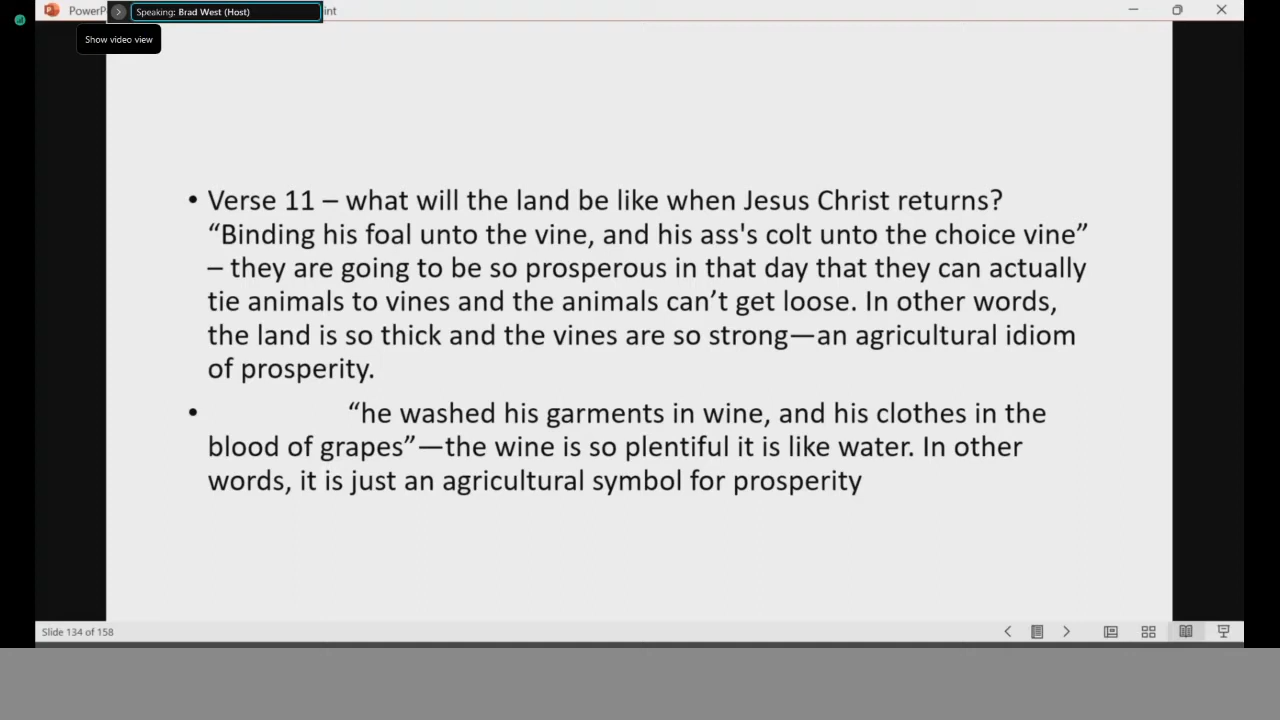 PowerP
Speaking: Brad West (Host)
int
Show video view
• Verse 11 – what will the land be like when Jesus Christ returns?
“Binding his foal unto the vine, and his ass's colt unto the choice vine”
– they are going to be so prosperous in that day that they can actually
tie animals to vines and the animals can’t get loose. In other words,
the land is so thick and the vines are so strong—an agricultural idiom
of prosperity.
• “he washed his garments in wine, and his clothes in the
blood of grapes”—the wine is so plentiful it is like water. In other
words, it is just an agricultural symbol for prosperity
Slide 134 of 158